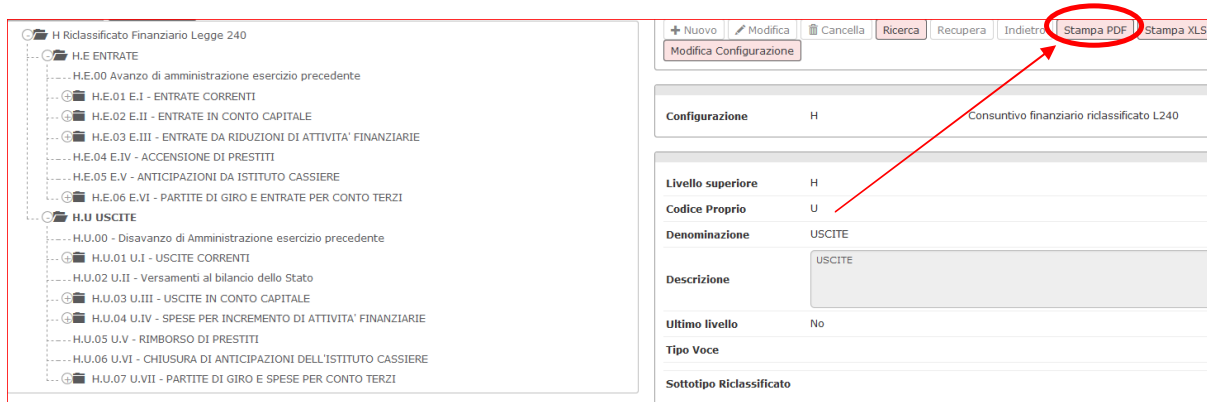 H Riclassificato Finanziario Legge 240
H.E ENTRATE
H.E.00 Avanzo di amministrazione esercizio precedente
H.E.01 E.I - ENTRATE CORRENTI
H.E.02 E.II - ENTRATE IN CONTO CAPITALE
H.E.03 E.III - ENTRATE DA RIDUZIONI DI ATTIVITA' FINANZIARIE
H.E.04 E.IV - ACCENSIONE DI PRESTITI
H.E.05 E.V - ANTICIPAZIONI DA ISTITUTO CASSIERE
H.E.06 E.VI - PARTITE DI GIRO E ENTRATE PER CONTO TERZI
H.U USCITE
H.U.00 - Disavanzo di Amministrazione esercizio precedente
H.U.01 U.I - USCITE CORRENTI
H.U.02 U.II - Versamenti al bilancio dello Stato
H.U.03 U.III - USCITE IN CONTO CAPITALE
H.U.04 U.IV - SPESE PER INCREMENTO DI ATTIVITA' FINANZIARIE
H.U.05 U.V - RIMBORSO DI PRESTITI
H.U.06 U.VI - CHIUSURA DI ANTICIPAZIONI DELL'ISTITUTO CASSIERE
H.U.07 U.VII - PARTITE DI GIRO E SPESE PER CONTO TERZI
Nuovo Modifica Cancella Ricerca Recupera Indietro Stampa PDF Stampa XLS
Modifica Configurazione
Configurazione H Consuntivo finanziario riclassificato L240
Livello superiore H
Codice Proprio U
Denominazione USCITE
Descrizione USCITE
Ultimo livello No
Tipo Voce
Sottotipo Riclassificato